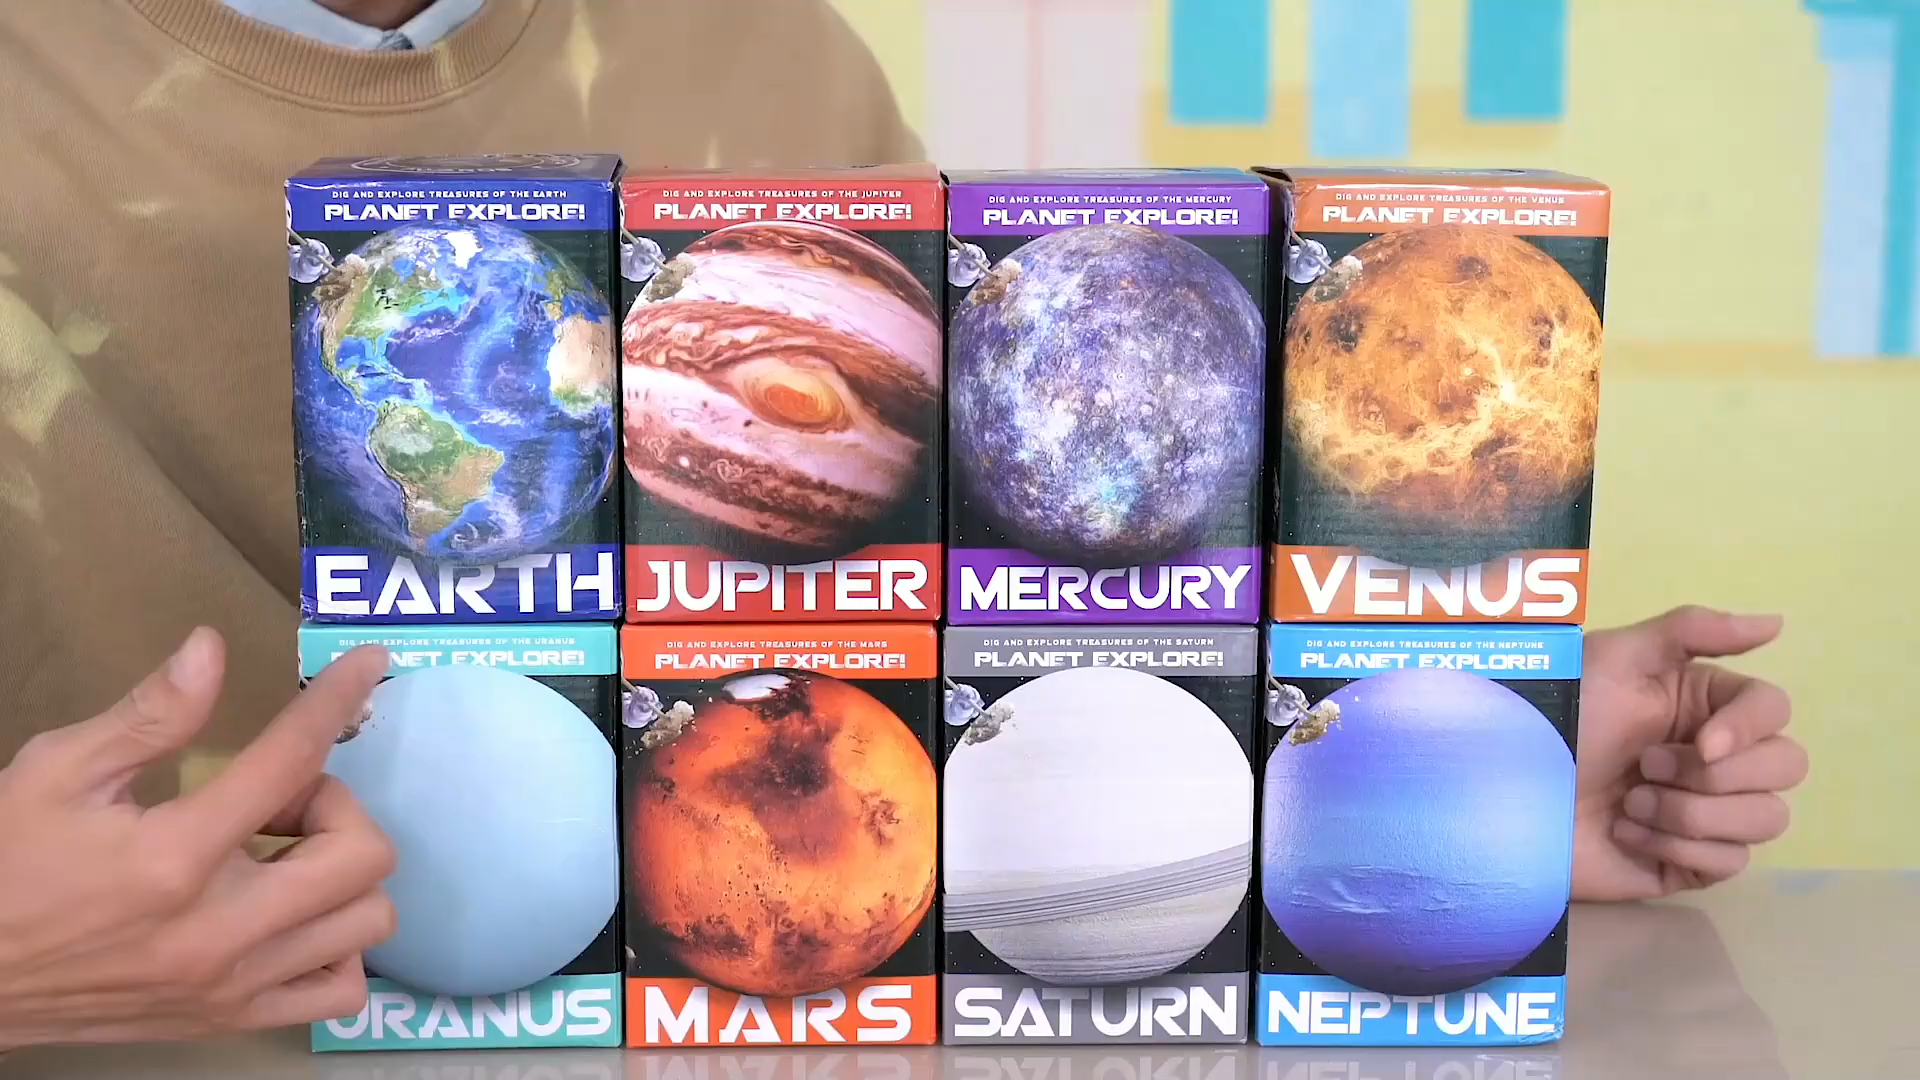 DIG AND EXPLORE TREASURES OF THE EARTH
PLANET EXPLORE!
EARTH
DIG AND EXPLORE TREASURES OF THE JUPITER
PLANET EXPLORE!
JUPITER
DIG AND EXPLORE TREASURES OF THE MERCURY
PLANET EXPLORE!
MERCURY
DIG AND EXPLORE TREASURES OF THE VENUS
PLANET EXPLORE!
VENUS
DIG AND EXPLORE TREASURES OF THE URANUS
PLANET EXPLORE!
URANUS
DIG AND EXPLORE TREASURES OF THE MARS
PLANET EXPLORE!
MARS
DIG AND EXPLORE TREASURES OF THE SATURN
PLANET EXPLORE!
SATURN
DIG AND EXPLORE TREASURES OF THE NEPTUNE
PLANET EXPLORE!
NEPTUNE